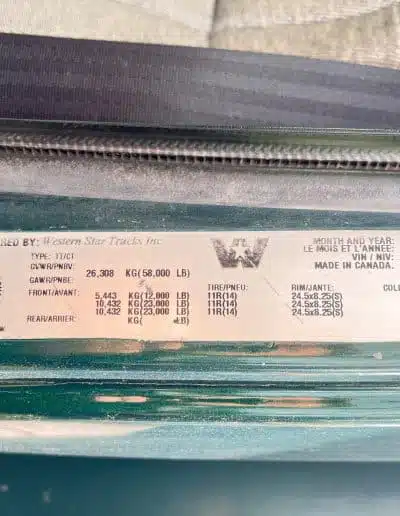 RED BY: Western Star Trucks Inc
MONTH AND YEAR:
LE MOIS ET L'ANNEE:
TYPE: TT/CT
VIN / NIV:
GVWR/PNBV: 26,308 KG(58,000 LB)
MADE IN CANADA.
GAWR/PNBE:
TIRE/PNEU: RIM/JANTE: COL
FRONT/AVANT: 5,443 KG(12,000 LB) 11R(14) 24.5x8.25(S)
10,432 KG(23,000 LB) 11R(14) 24.5x8.25(S)
10,432 KG(23,000 LB) 11R(14) 24.5x8.25(S)
REAR/ARRIER: KG( LB)